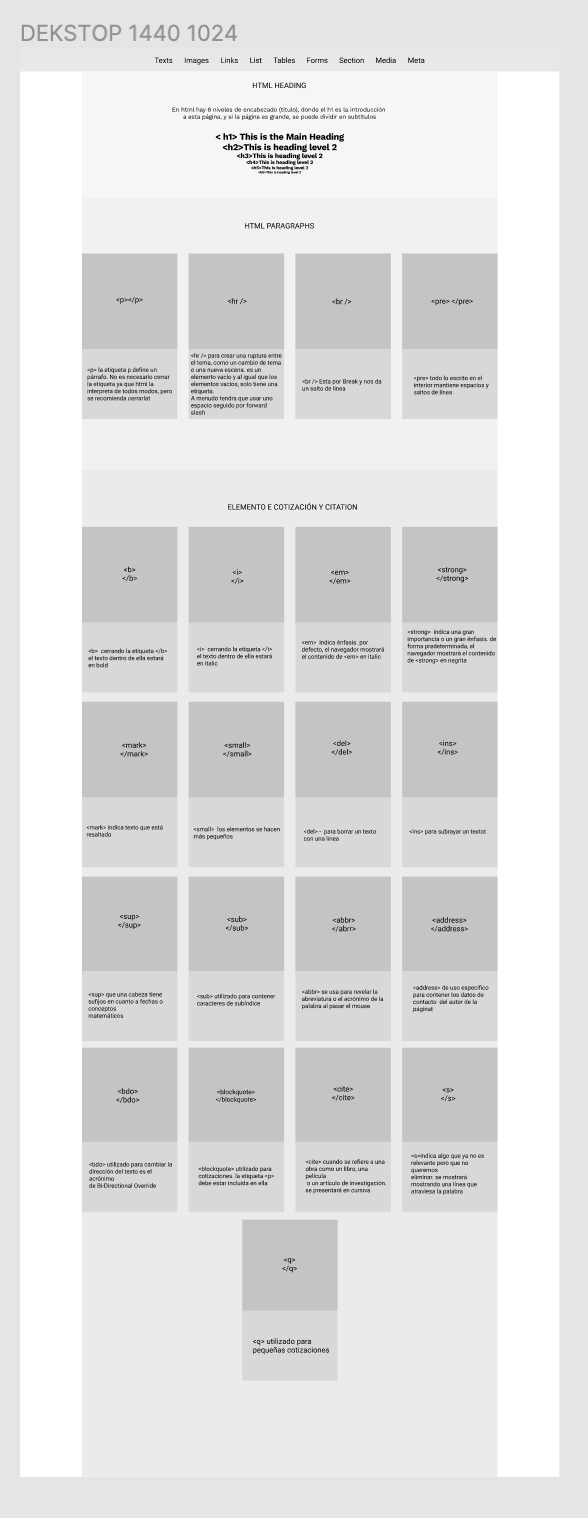 DEKSTOP 1440 1024
Texts Images Links List Tables Forms Section Media Meta
HTML HEADING
En html hay 6 niveles de encabezado (título), donde el h1 es la introducción
a esta página, y si la página es grande, se puede dividir en subtitulos
< h1> This is the Main Heading
<h2>This is heading level 2
<h3>This is heading level 2
<h4>This is heading level 2
<h5>This is heading level 2
<h6>This is heading level 2
HTML PARAGRAPHS
<p></p>
<hr />
<br />
<pre> </pre>
<p> la etiqueta p define un
párrafo. No es necesario cerrar
la etiqueta ya que html la
interpreta de todos modos, pero
se recomienda cerrarlat
<hr /> para crear una ruptura entre
el tema, como un cambio de tema
o una nueva escena. es un
elemento vacío y al igual que los
elementos vacíos, solo tiene una
etiqueta.
A menudo tendra que usar uno
espacio seguido por forward
slash
<br /> Esta por Break y nos da
un salto de linea
<pre> todo lo escrito en el
interior mantiene espacios y
saltos de linea
ELEMENTO E COTIZACIÓN Y CITATION
<b>
</b>
<i>
</i>
<em>
</em>
<strong>
</strong>
<b> cerrando la etiqueta </b>
el texto dentro de ella estará
en bold
<i> cerrando la etiqueta </i>
el texto dentro de ella estará
en italic
<em> indica énfasis. por
defecto, el navegador mostrará
el contenido de <em> en italic
<strong> indica una gran
importancia o un gran énfasis. de
forma predeterminada, el
navegador mostrará el contenido
de <strong> en negrita
<mark>
</mark>
<small>
</small>
<del>
</del>
<ins>
</ins>
<mark> indica texto que está
resaltado
<small> los elementos se hacen
más pequeños
<del>- para borrar un texto
con una linea
<ins> para subrayar un textot
<sup>
</sup>
<sub>
</sub>
<abbr>
</abrr>
<address>
</address>
<sup> que una cabeza tiene
sufijos en cuanto a fechas o
conceptos
matemáticos
<sub> utilizado para contener
caracteres de subíndice
<abbr> se usa para revelar la
abreviatura o el acrónimo de la
palabra al pasar el mouse
<address> de uso específico
para contener los datos de
contacto del autor de la
páginat
<bdo>
</bdo>
<blockquote>
</blockquote>
<cite>
</cite>
<s>
</s>
<bdo> utilizado para cambiar la
dirección del texto es el
acrónimo
de Bi-Directional Override
<blockquote> utilizado para
cotizaciones. la etiqueta <p>
debe estar incluida en ella
<cite> cuando se refiere a una
obra como un libro, una
película
o un artículo de investigación.
se presentará en cursiva
<s>indica algo que ya no es
relevante pero que no
queremos
eliminar. se mostrará
mostrando una línea que
atraviesa la palabra
<q>
</q>
<q> utilizado para
pequeñas cotizaciones